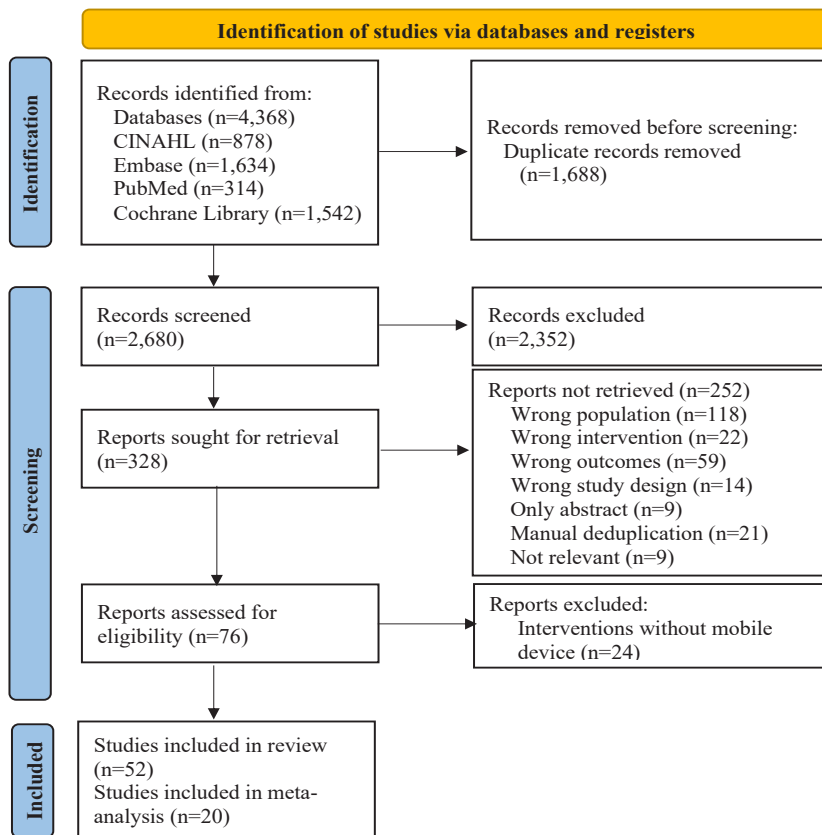 Identification of studies via databases and registers
Identification
Records identified from:
Databases (n=4,368)
CINAHL (n=878)
Embase (n=1,634)
PubMed (n=314)
Cochrane Library (n=1,542)
Records removed before screening:
Duplicate records removed
(n=1,688)
Screening
Records screened
(n=2,680)
Records excluded
(n=2,352)
Reports sought for retrieval
(n=328)
Reports not retrieved (n=252)
Wrong population (n=118)
Wrong intervention (n=22)
Wrong outcomes (n=59)
Wrong study design (n=14)
Only abstract (n=9)
Manual deduplication (n=21)
Not relevant (n=9)
Reports assessed for
eligibility (n=76)
Reports excluded:
Interventions without mobile
device (n=24)
Included
Studies included in review
(n=52)
Studies included in meta-
analysis (n=20)